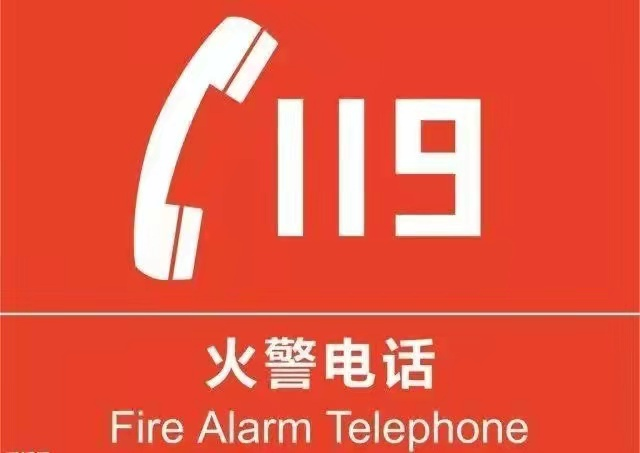 119
火警电话
Fire Alarm Telephone